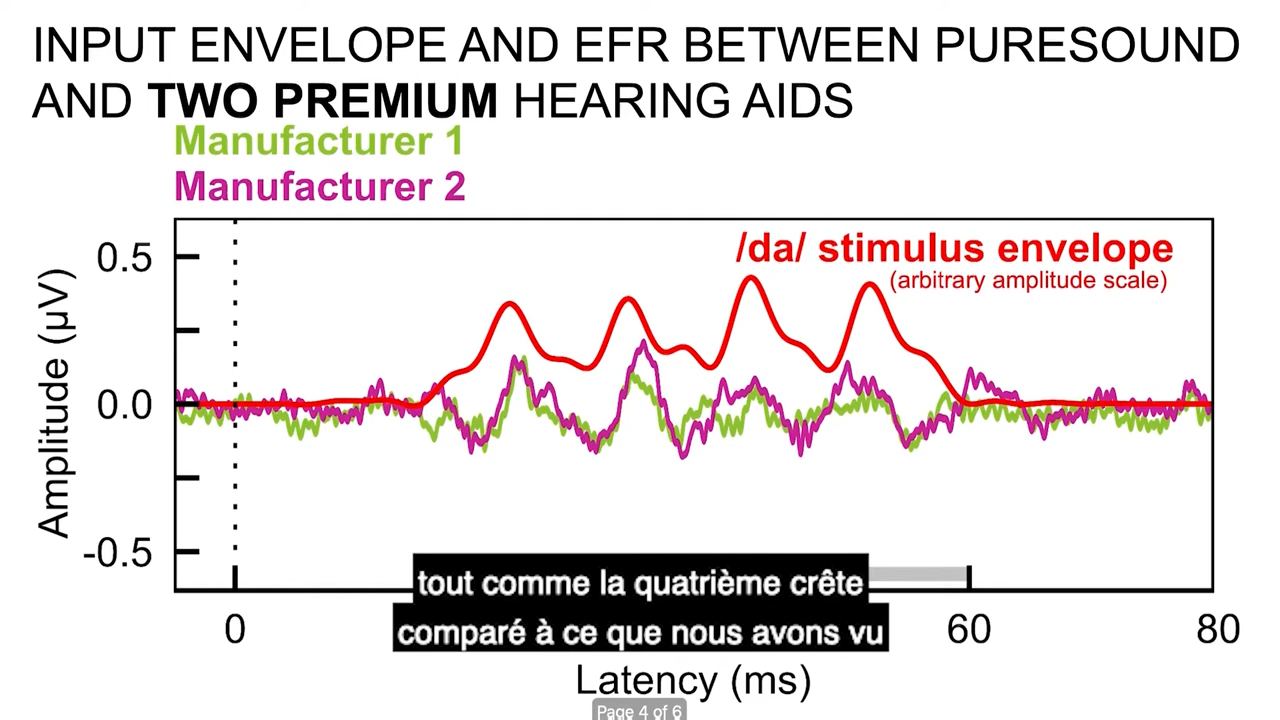 INPUT ENVELOPE AND EFR BETWEEN PURESOUND
AND TWO PREMIUM HEARING AIDS
Manufacturer 1
Manufacturer 2
/da/ stimulus envelope
(arbitrary amplitude scale)
0.5
0.0
-0.5
Amplitude (µV)
tout comme la quatrième crête
comparé à ce que nous avons vu
0
60
80
Latency (ms)
Page 4 of 6